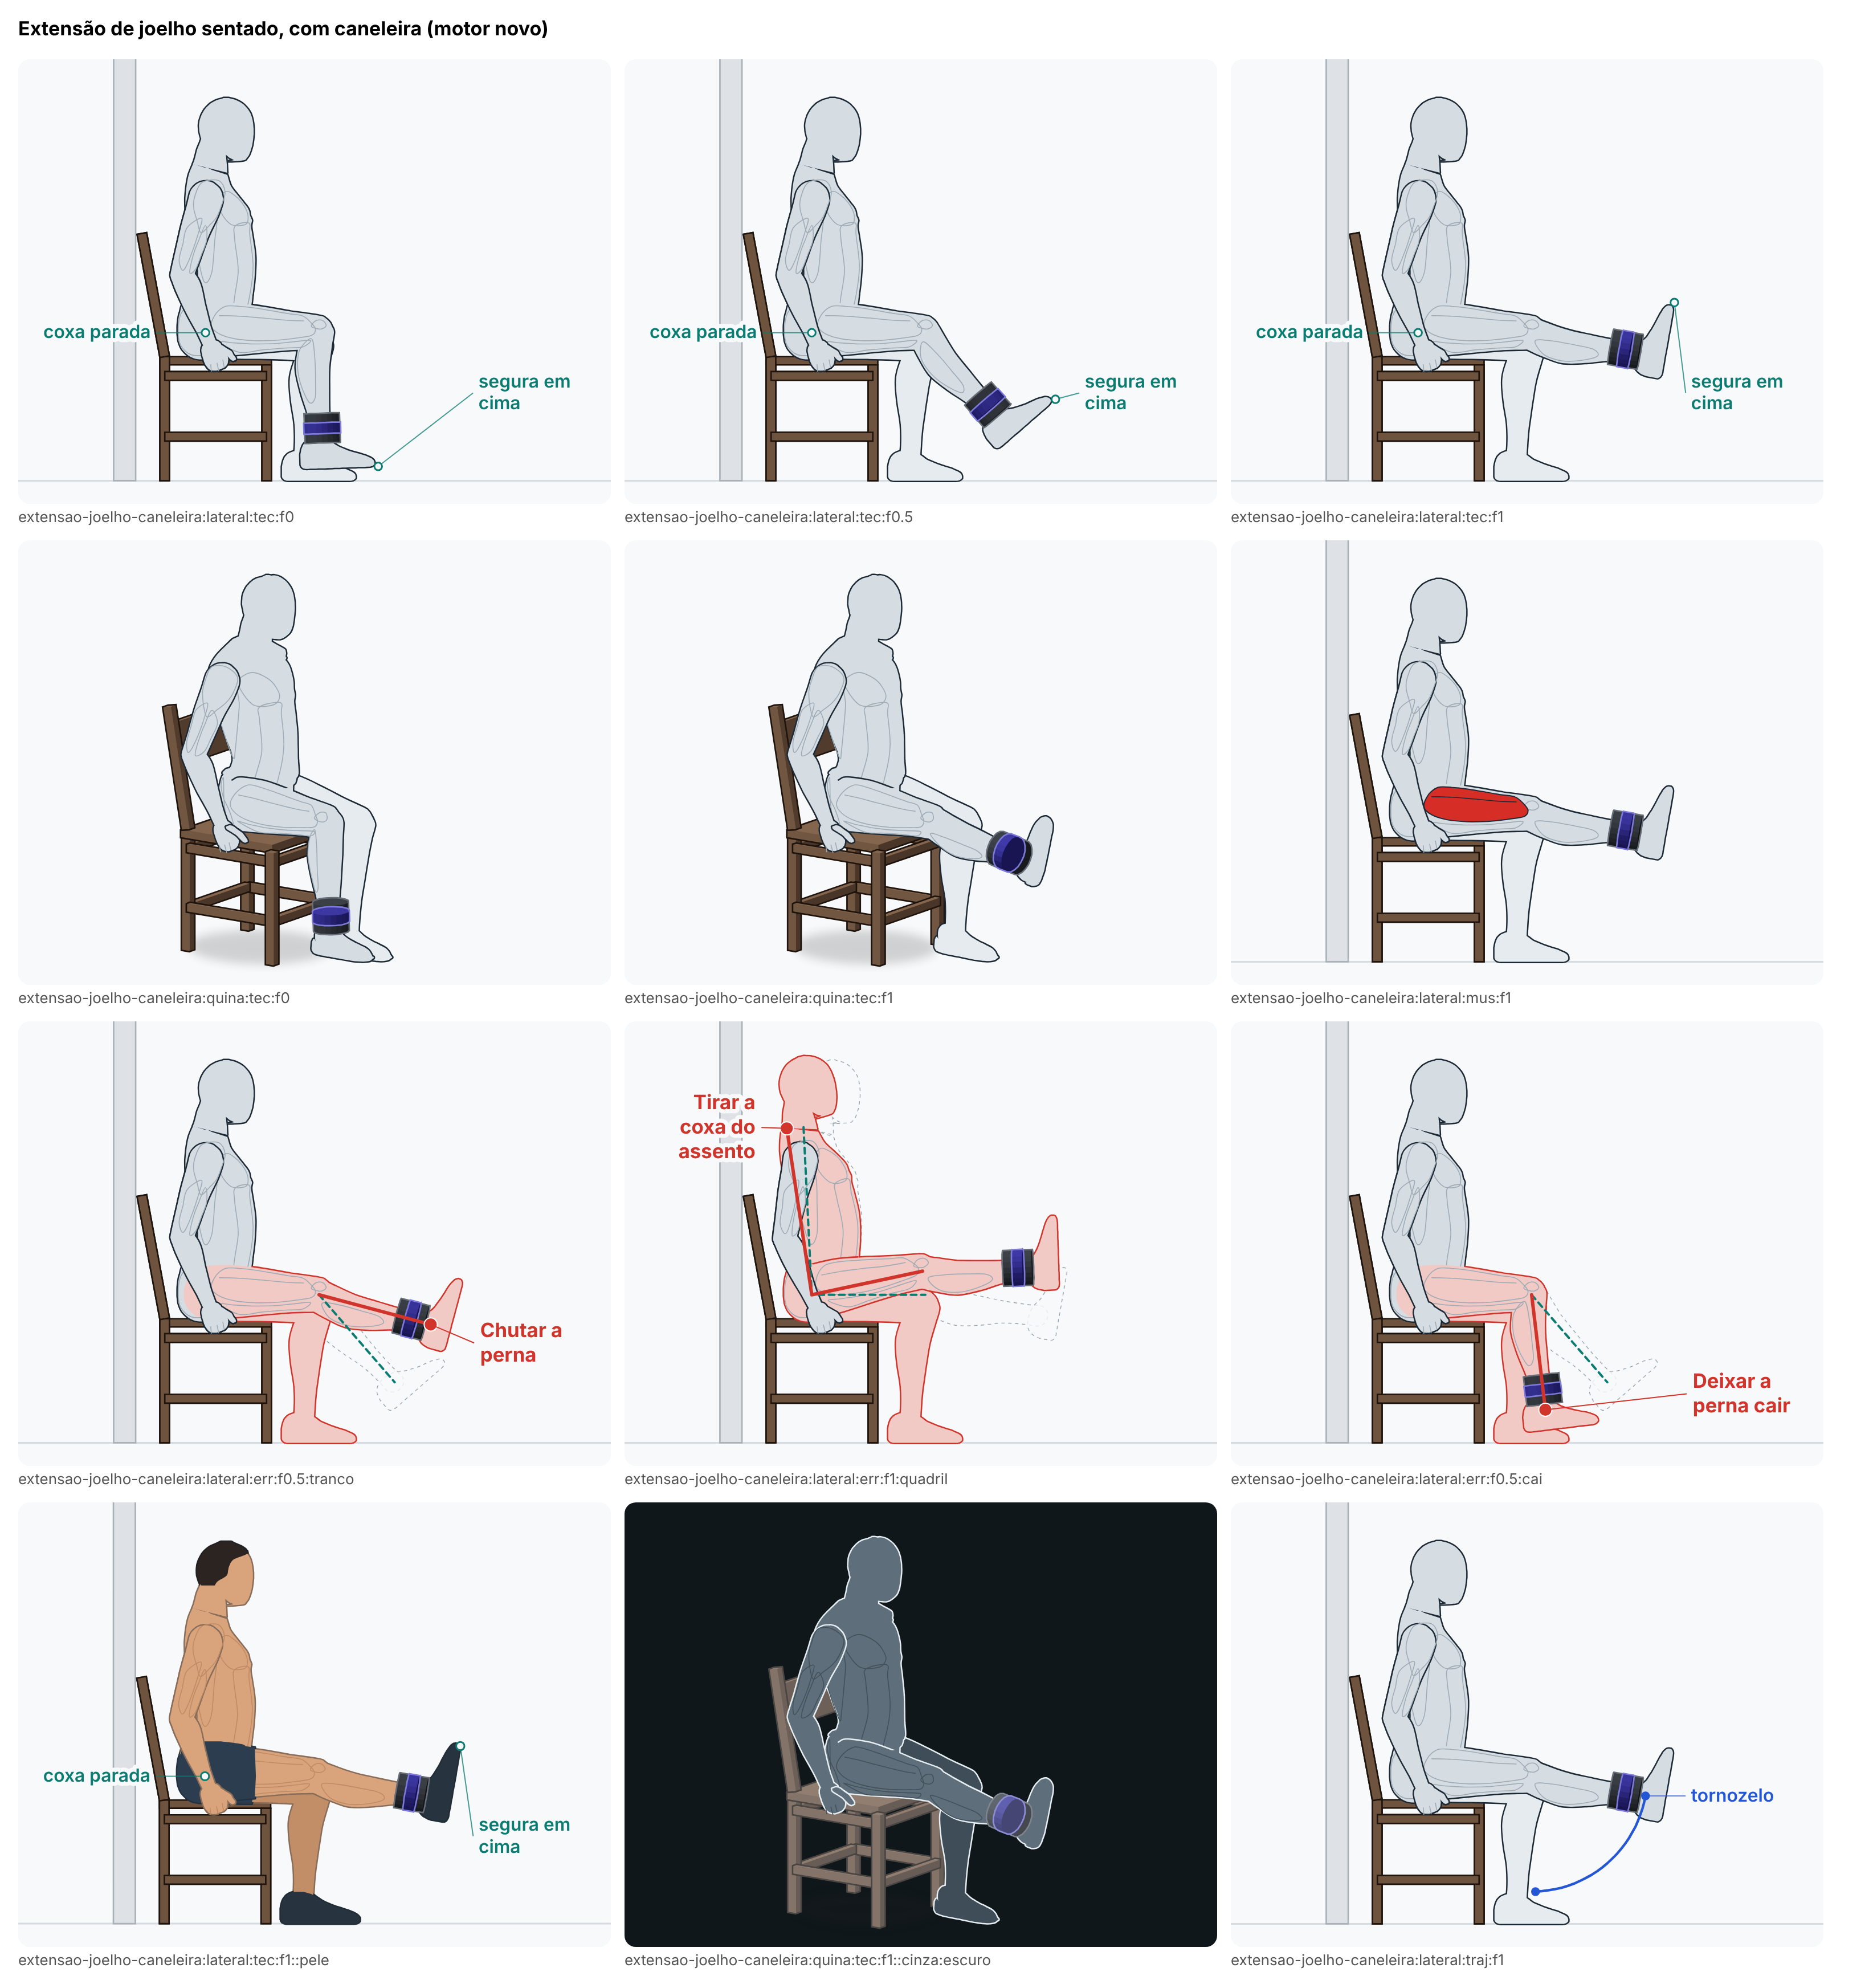 Extensão de joelho sentado, com caneleira (motor novo)
coxa parada
segura em
cima
coxa parada
segura em
cima
coxa parada
segura em
cima
extensao-joelho-caneleira:lateral:tec:f0
extensao-joelho-caneleira:lateral:tec:f0.5
extensao-joelho-caneleira:lateral:tec:f1
extensao-joelho-caneleira:quina:tec:f0
extensao-joelho-caneleira:quina:tec:f1
extensao-joelho-caneleira:lateral:mus:f1
Chutar a
perna
Tirar a
coxa do
assento
Deixar a
perna cair
extensao-joelho-caneleira:lateral:err:f0.5:tranco
extensao-joelho-caneleira:lateral:err:f1:quadril
extensao-joelho-caneleira:lateral:err:f0.5:cai
coxa parada
segura em
cima
tornozelo
extensao-joelho-caneleira:lateral:tec:f1::pele
extensao-joelho-caneleira:quina:tec:f1::cinza:escuro
extensao-joelho-caneleira:lateral:traj:f1